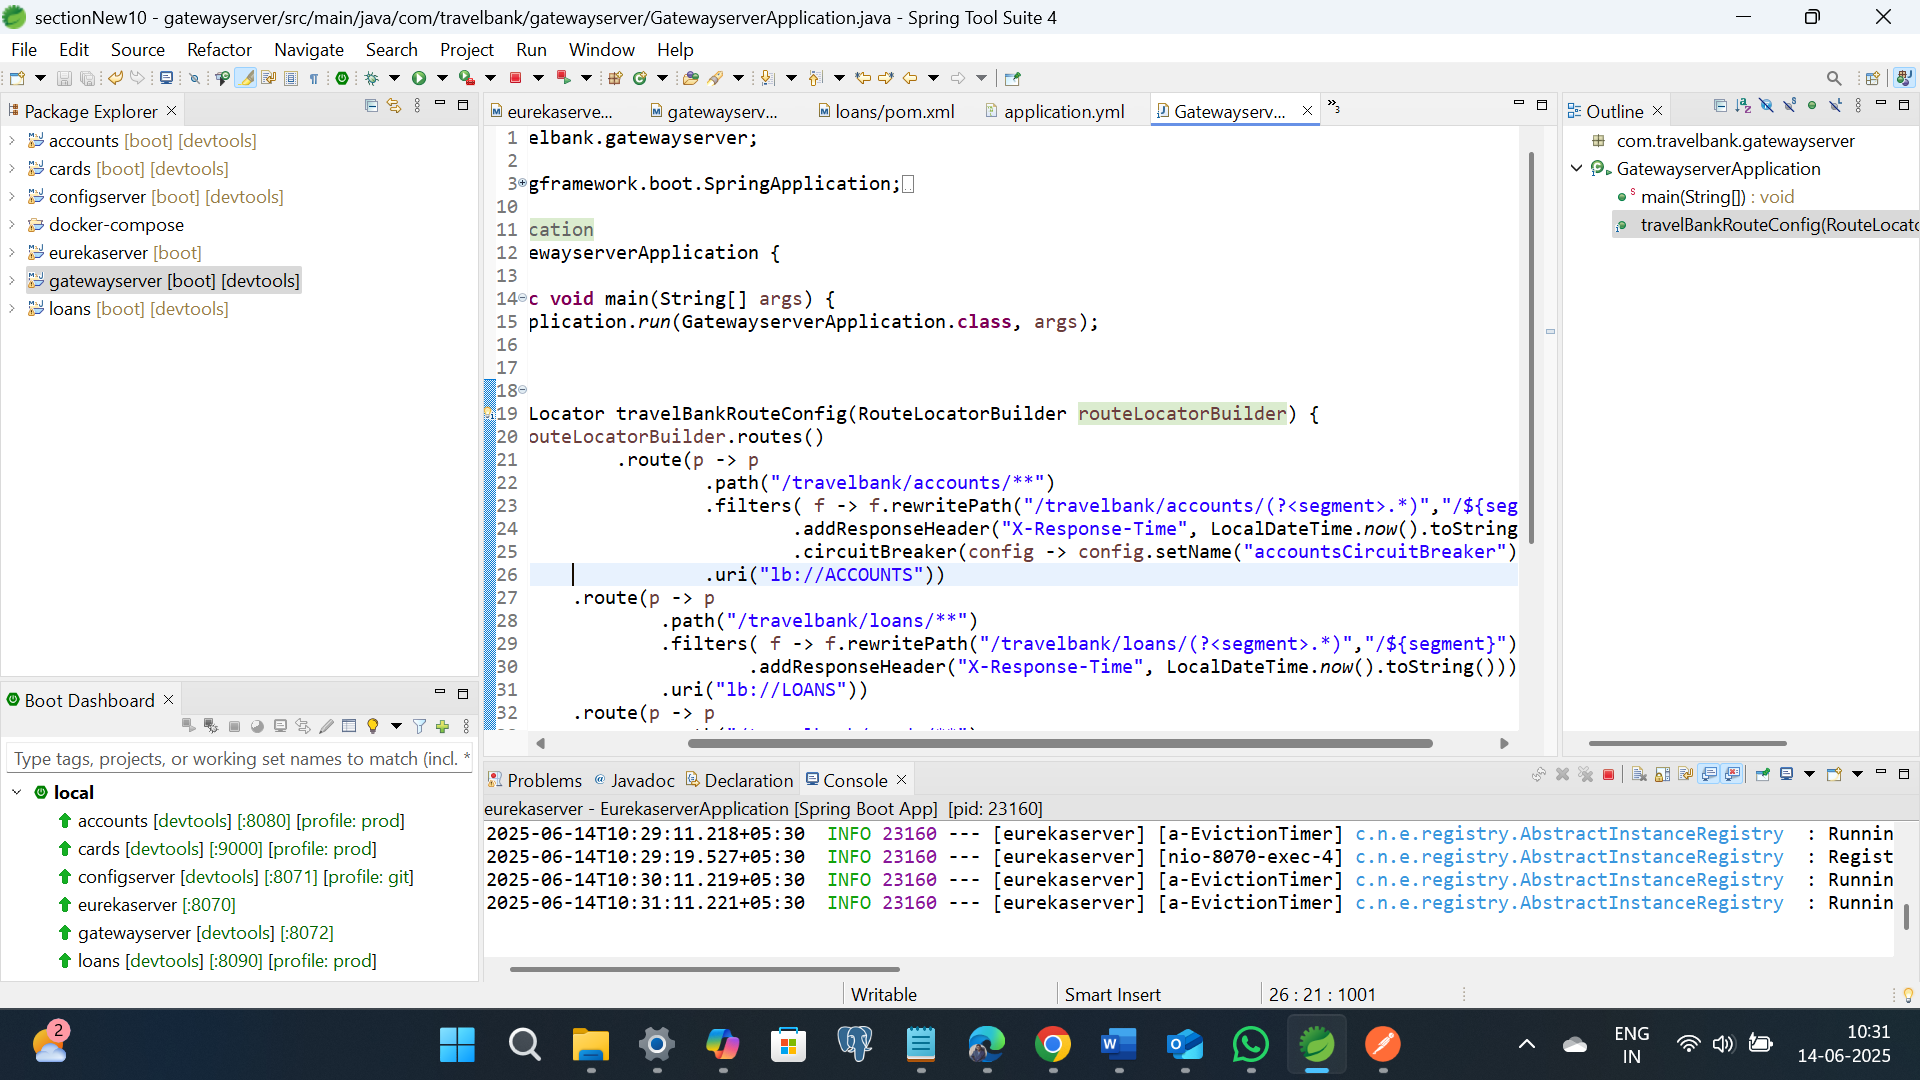 sectionNew10 - gatewayserver/src/main/java/com/travelbank/gatewayserver/GatewayserverApplication.java - Spring Tool Suite 4
File Edit Source Refactor Navigate Search Project Run Window Help
Package Explorer
accounts [boot] [devtools]
cards [boot] [devtools]
configserver [boot] [devtools]
docker-compose
eurekaserver [boot]
gatewayserver [boot] [devtools]
loans [boot] [devtools]
Boot Dashboard
Type tags, projects, or working set names to match (incl. *
local
accounts [devtools] [:8080] [profile: prod]
cards [devtools] [:9000] [profile: prod]
configserver [devtools] [:8071] [profile: git]
eurekaserver [:8070]
gatewayserver [devtools] [:8072]
loans [devtools] [:8090] [profile: prod]
eurekaserve... gatewayserv... loans/pom.xml application.yml Gatewayserv... »3
1 elbank.gatewayserver;
2
3 gframework.boot.SpringApplication;
10
11 cation
12 ewayserverApplication {
13
14 c void main(String[] args) {
15 plication.run(GatewayserverApplication.class, args);
16
17
18
19 Locator travelBankRouteConfig(RouteLocatorBuilder routeLocatorBuilder) {
20 outeLocatorBuilder.routes()
21 .route(p -> p
22 .path("/travelbank/accounts/**")
23 .filters( f -> f.rewritePath("/travelbank/accounts/(?<segment>.*)","/${seg
24 .addResponseHeader("X-Response-Time", LocalDateTime.now().toString
25 .circuitBreaker(config -> config.setName("accountsCircuitBreaker")
26 .uri("lb://ACCOUNTS"))
27 .route(p -> p
28 .path("/travelbank/loans/**")
29 .filters( f -> f.rewritePath("/travelbank/loans/(?<segment>.*)","/${segment}")
30 .addResponseHeader("X-Response-Time", LocalDateTime.now().toString()))
31 .uri("lb://LOANS"))
32 .route(p -> p
Outline
com.travelbank.gatewayserver
GatewayserverApplication
main(String[]) : void
travelBankRouteConfig(RouteLocato
Problems Javadoc Declaration Console
eurekaserver - EurekaserverApplication [Spring Boot App] [pid: 23160]
2025-06-14T10:29:11.218+05:30 INFO 23160 --- [eurekaserver] [a-EvictionTimer] c.n.e.registry.AbstractInstanceRegistry : Runnin
2025-06-14T10:29:19.527+05:30 INFO 23160 --- [eurekaserver] [nio-8070-exec-4] c.n.e.registry.AbstractInstanceRegistry : Regist
2025-06-14T10:30:11.219+05:30 INFO 23160 --- [eurekaserver] [a-EvictionTimer] c.n.e.registry.AbstractInstanceRegistry : Runnin
2025-06-14T10:31:11.221+05:30 INFO 23160 --- [eurekaserver] [a-EvictionTimer] c.n.e.registry.AbstractInstanceRegistry : Runnin
Writable Smart Insert 26 : 21 : 1001
2
ENG
IN
10:31
14-06-2025